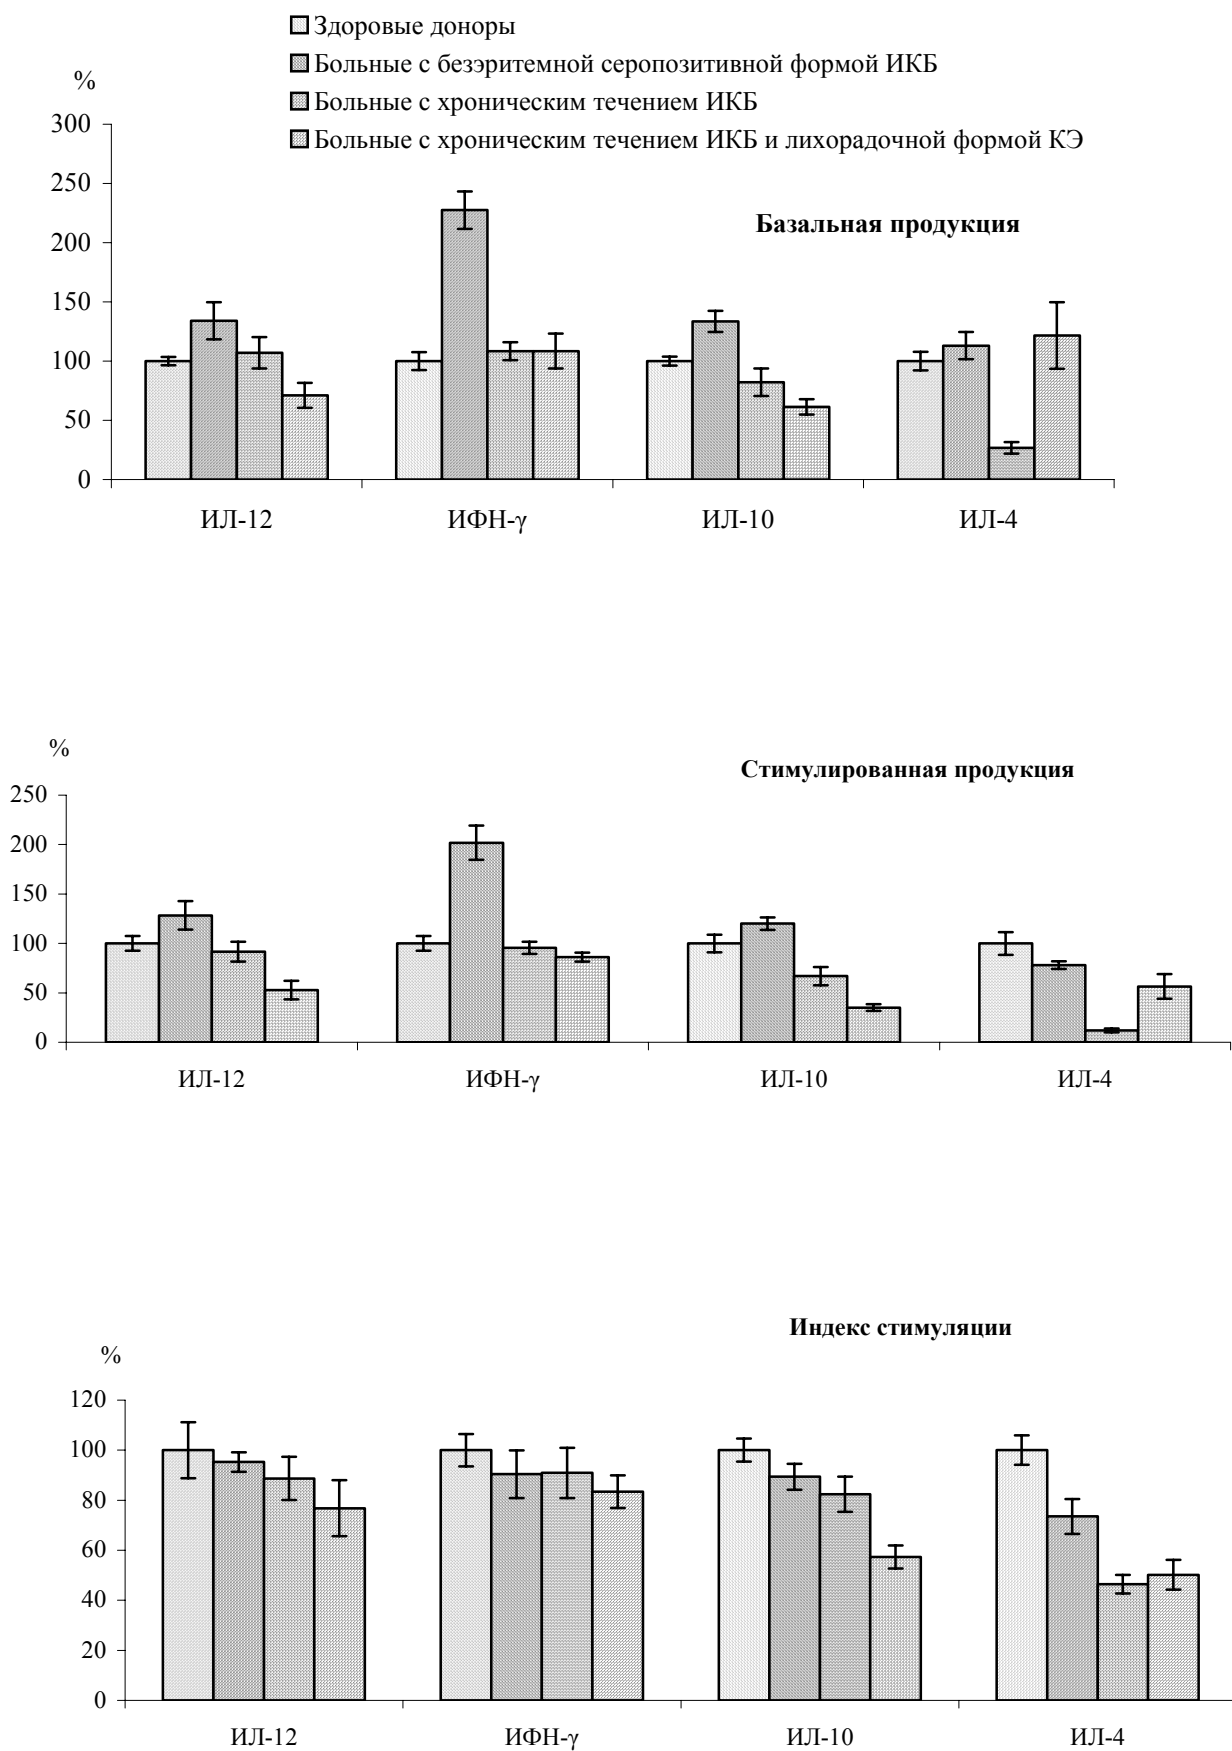 Здоровые доноры
Больные с безэритемной серопозитивной формой ИКБ
Больные с хроническим течением ИКБ
Больные с хроническим течением ИКБ и лихорадочной формой КЭ
%
300
250
200
150
100
50
0
Базальная продукция
ИЛ-12 ИФН-γ ИЛ-10 ИЛ-4
%
Стимулированная продукция
250
200
150
100
50
0
ИЛ-12 ИФН-γ ИЛ-10 ИЛ-4
Индекс стимуляции
%
120
100
80
60
40
20
0
ИЛ-12 ИФН-γ ИЛ-10 ИЛ-4